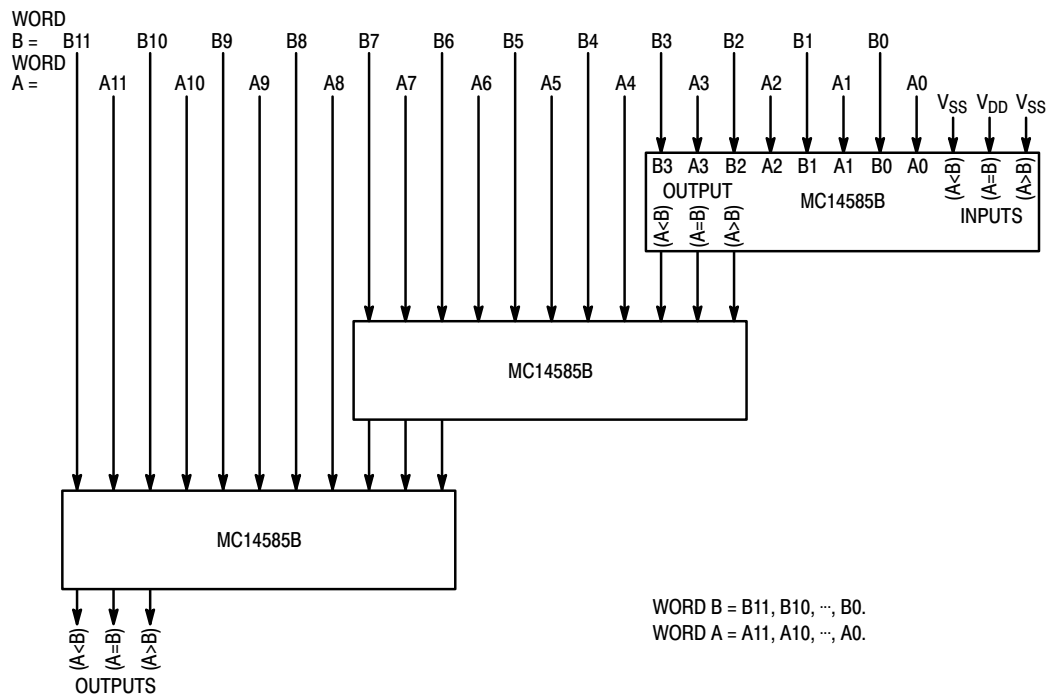 WORD
B = B11 B10 B9 B8 B7 B6 B5 B4 B3 B2 B1 B0
WORD
A = A11 A10 A9 A8 A7 A6 A5 A4 A3 A2 A1 A0 VSS VDD VSS
B3 A3 B2 A2 B1 A1 B0 A0 (A<B) (A=B) (A>B)
OUTPUT MC14585B INPUTS
(A<B) (A=B) (A>B)
MC14585B
MC14585B
(A<B) (A=B) (A>B)
OUTPUTS
WORD B = B11, B10, ···, B0.
WORD A = A11, A10, ···, A0.